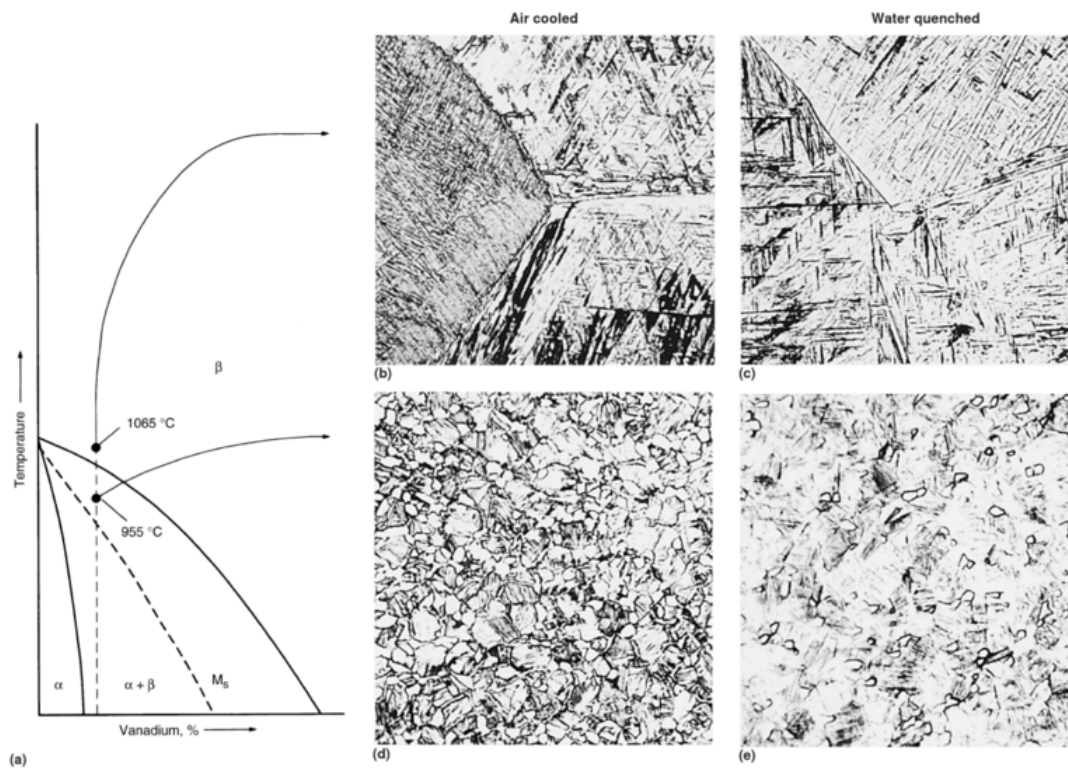 Air cooled
Water quenched
Temperature
β
1065 °C
955 °C
α
α + β
Ms
Vanadium, %
(a)
(b)
(c)
(d)
(e)